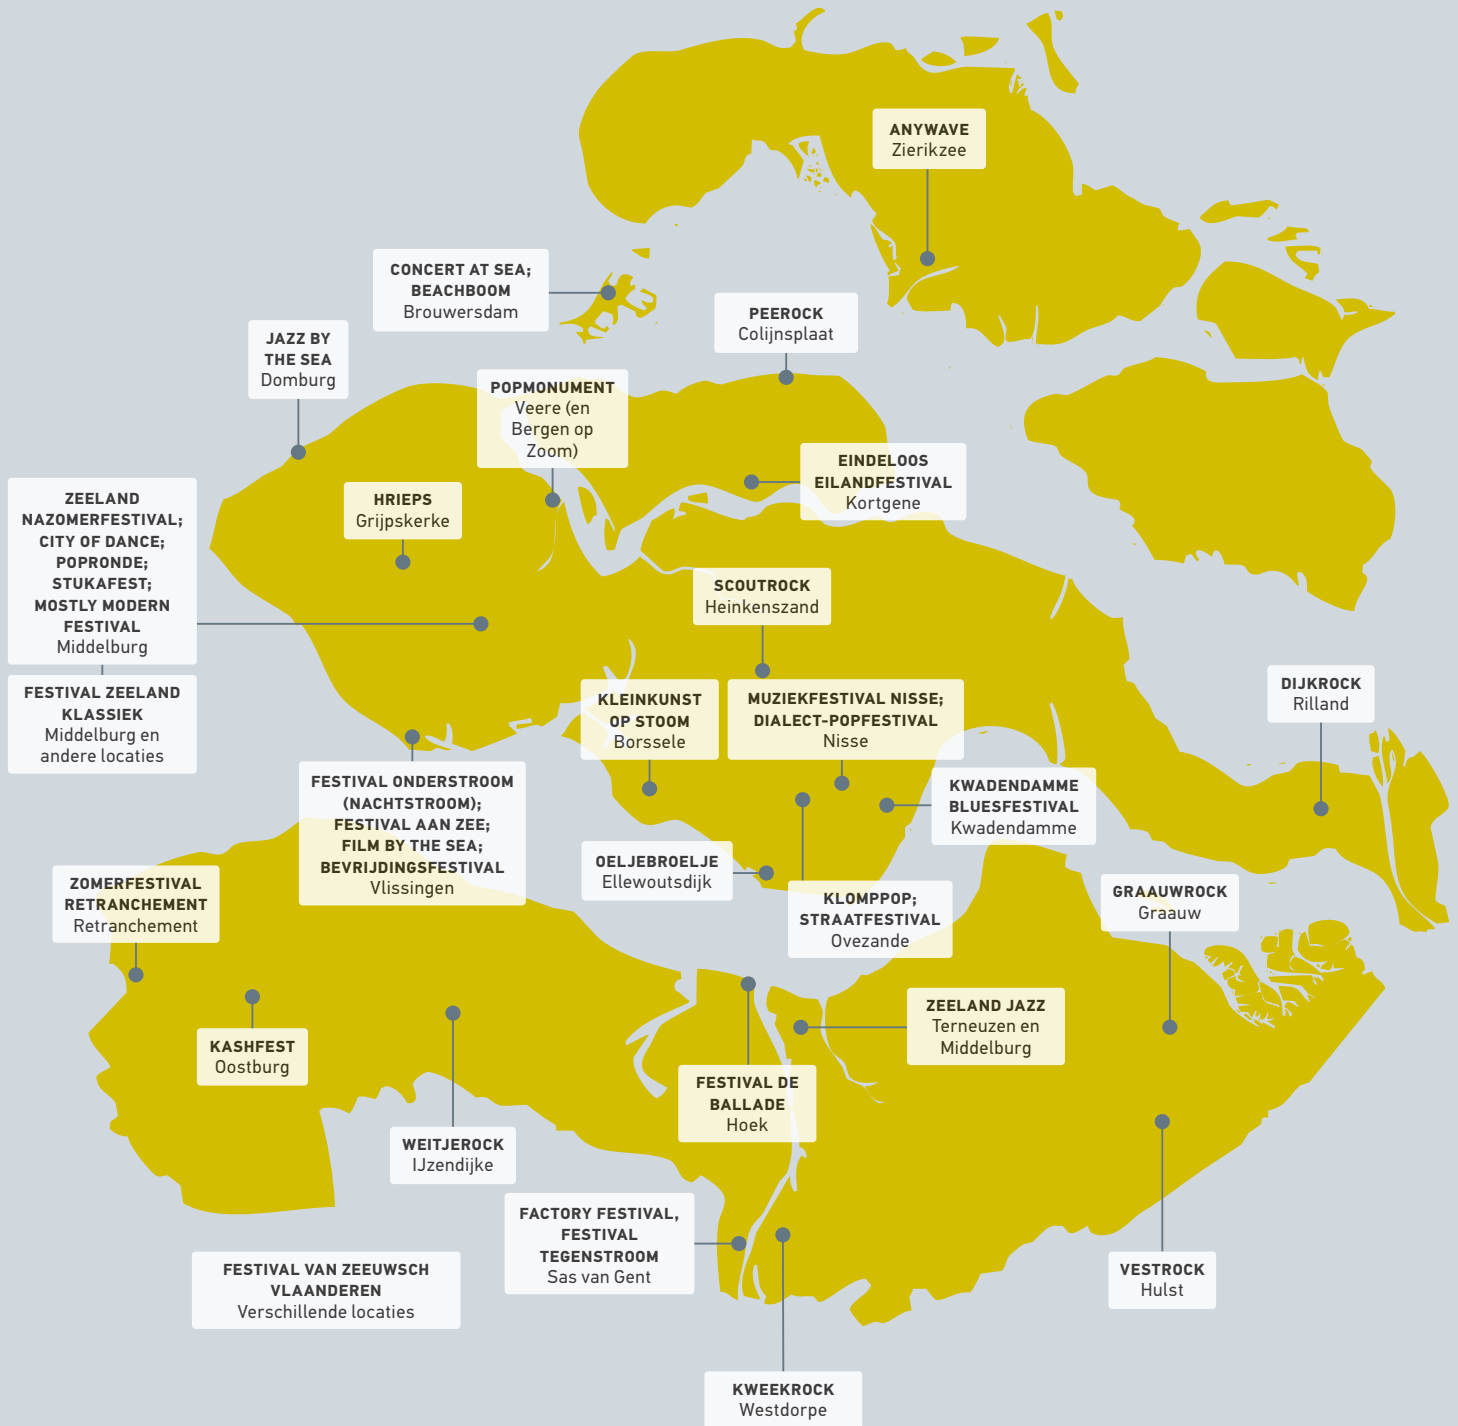 ANYWAVE
Zierikzee
CONCERT AT SEA;
BEACHBOOM
Brouwersdam
PEEROCK
Colijnsplaat
JAZZ BY
THE SEA
Domburg
POPMONUMENT
Veere (en
Bergen op
Zoom)
EINDELOOS
EILANDFESTIVAL
Kortgene
ZEELAND
NAZOMERFESTIVAL;
CITY OF DANCE;
POPRONDE;
STUKAFEST;
MOSTLY MODERN
FESTIVAL
Middelburg
HRIEPS
Grijpskerke
SCOUTROCK
Heinkenszand
FESTIVAL ZEELAND
KLASSIEK
Middelburg en
andere locaties
KLEINKUNST
OP STOOM
Borssele
MUZIEKFESTIVAL NISSE;
DIALECT-POPFESTIVAL
Nisse
DIJKROCK
Rilland
FESTIVAL ONDERSTROOM
(NACHTSTROOM);
FESTIVAL AAN ZEE;
FILM BY THE SEA;
BEVRIJDINGSFESTIVAL
Vlissingen
KWADENDAMME
BLUESFESTIVAL
Kwadendamme
OELJEBROELJE
Ellewoutsdijk
ZOMERFESTIVAL
RETRANCHEMENT
Retranchement
KLOMPPOP;
STRAATFESTIVAL
Ovezande
GRAAUWROCK
Graauw
ZEELAND JAZZ
Terneuzen en
Middelburg
KASHFEST
Oostburg
FESTIVAL DE
BALLADE
Hoek
WEITJEROCK
IJzendijke
FACTORY FESTIVAL,
FESTIVAL
TEGENSTROOM
Sas van Gent
FESTIVAL VAN ZEEUWSCH
VLAANDEREN
Verschillende locaties
VESTROCK
Hulst
KWEEKROCK
Westdorpe